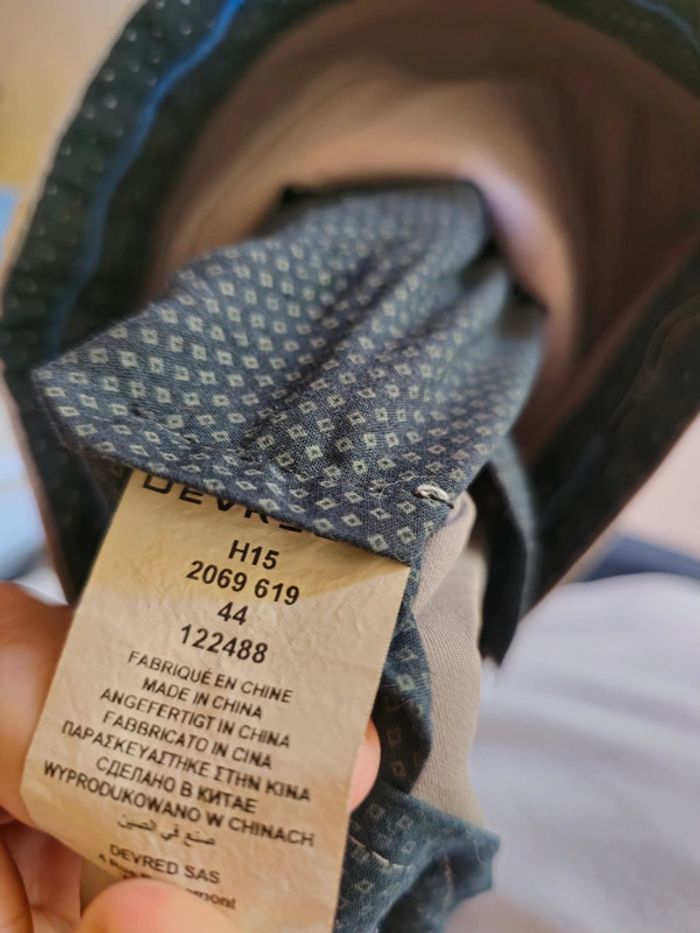 DEVRED
H15
2069 619
44
122488
FABRIQUÉ EN CHINE
MADE IN CHINA
ANGEFERTIGT IN CHINA
FABBRICATO IN CINA
ΠΑΡΑΣΚΕΥΑΣΤΗΚΕ ΣΤΗΝ ΚΙΝΑ
СДЕЛАНО В КИТАЕ
WYPRODUKOWANO W CHINACH
صنع في الصين
DEVRED SAS